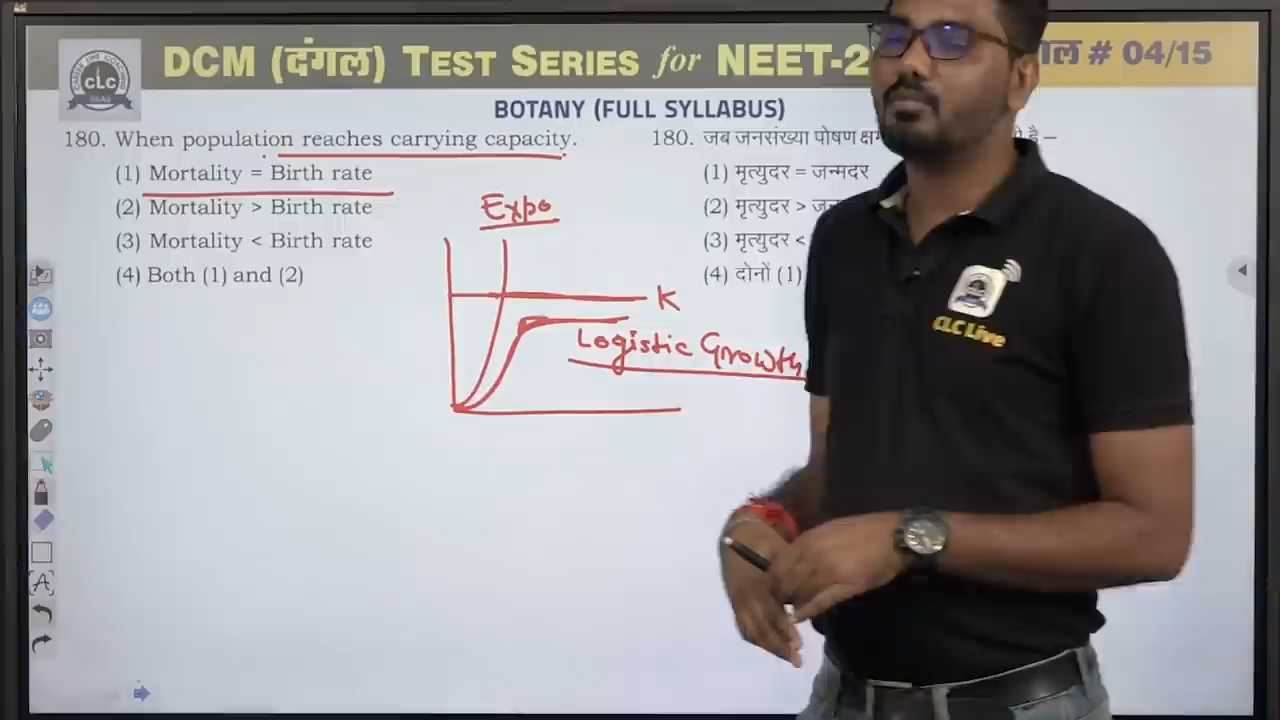 DCM (दंगल) TEST SERIES for NEET-2
# 04/15
CLC
BOTANY (FULL SYLLABUS)
180. When population reaches carrying capacity.
(1) Mortality = Birth rate
(2) Mortality > Birth rate
(3) Mortality < Birth rate
(4) Both (1) and (2)
180. जब जनसंख्या पोषण
(1) मृत्युदर = जन्मदर
(2) मृत्युदर >
(3) मृत्युदर <
(4) दोनों (1)
Expo
K
Logistic Growth
CLC Live